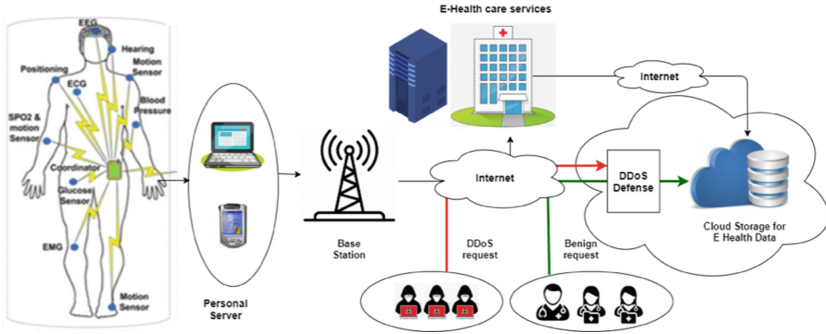 E-Health care services
EEG
Hearing
Positioning
Motion
Sensor
ECG
SPO2 &
motion
Sensor
Blood
Pressure
Coordinator
Glucose
Sensor
EMG
Motion
Sensor
Personal
Server
Base
Station
Internet
Internet
DDoS
request
Benign
request
DDoS
Defense
Cloud Storage for
E Health Data